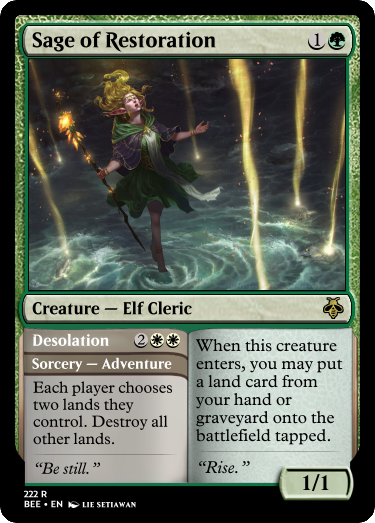 Sage of Restoration 1
Creature — Elf Cleric
Desolation 2
Sorcery — Adventure
Each player chooses
two lands they
control. Destroy all
other lands.
“Be still.”
When this creature
enters, you may put
a land card from
your hand or
graveyard onto the
battlefield tapped.
“Rise.”
1/1
222 R
BEE • EN LIE SETIAWAN